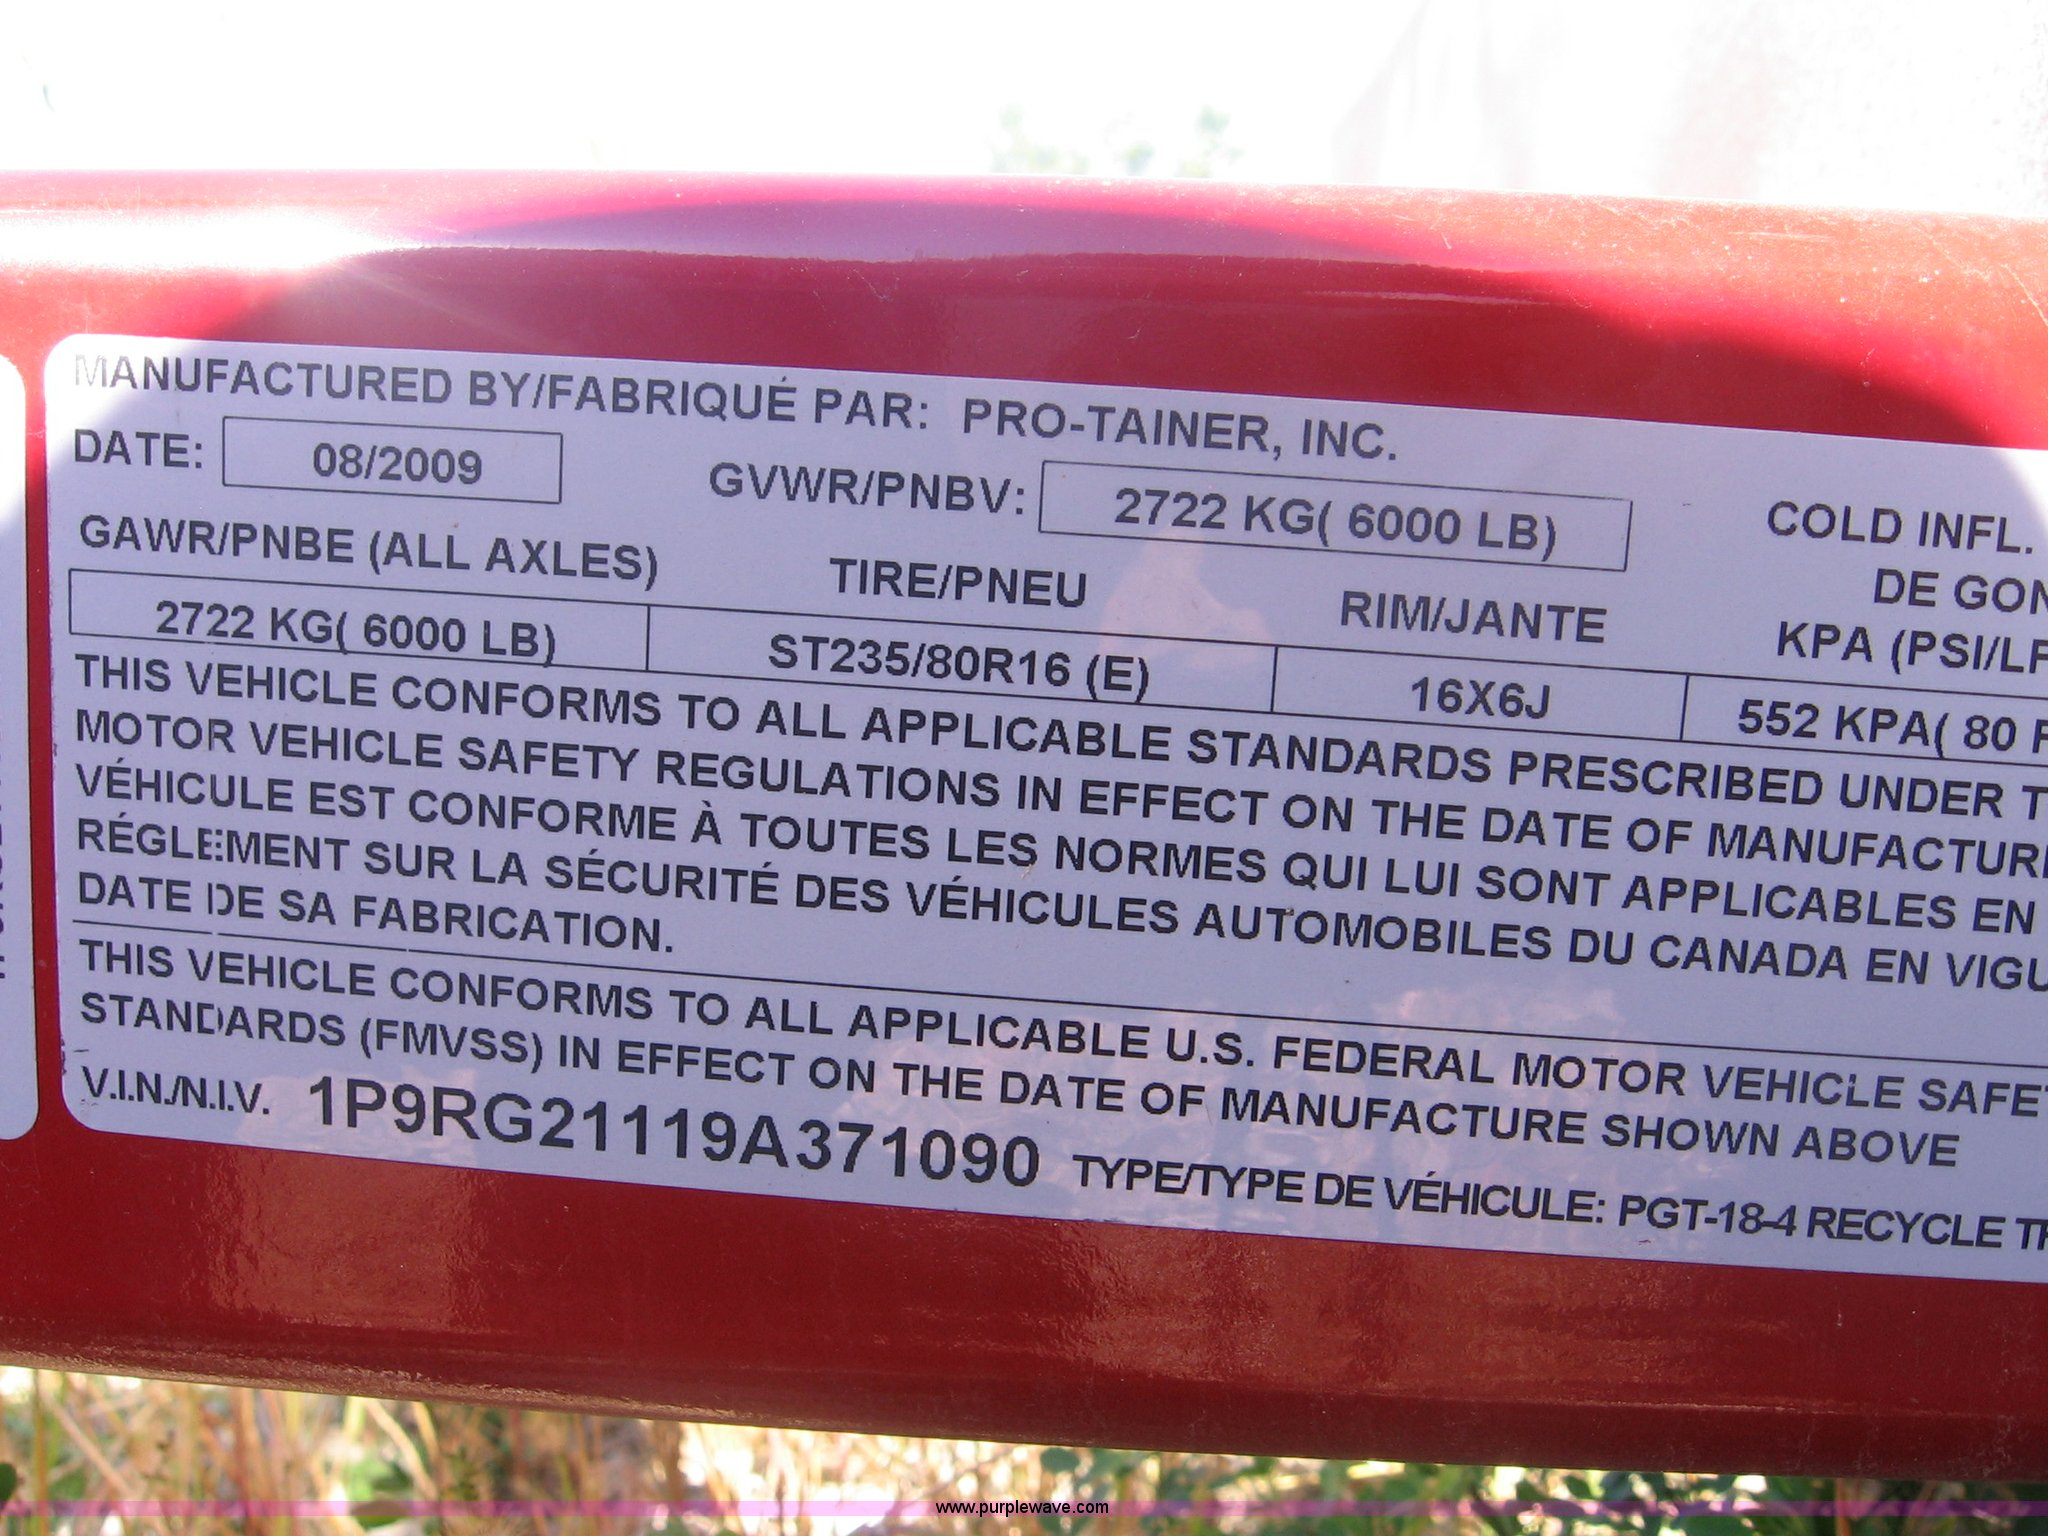 MANUFACTURED BY/FABRIQUÉ PAR: PRO-TAINER, INC.
DATE: 08/2009 GVWR/PNBV: 2722 KG( 6000 LB)
COLD INFL.
DE GON
GAWR/PNBE (ALL AXLES) TIRE/PNEU RIM/JANTE KPA (PSI/LP
2722 KG( 6000 LB) ST235/80R16 (E) 16X6J 552 KPA( 80 P
THIS VEHICLE CONFORMS TO ALL APPLICABLE STANDARDS PRESCRIBED UNDER T
MOTOR VEHICLE SAFETY REGULATIONS IN EFFECT ON THE DATE OF MANUFACTUR
VÉHICULE EST CONFORME À TOUTES LES NORMES QUI LUI SONT APPLICABLES EN
RÉGLEMENT SUR LA SÉCURITÉ DES VÉHICULES AUTOMOBILES DU CANADA EN VIGU
DATE DE SA FABRICATION.
THIS VEHICLE CONFORMS TO ALL APPLICABLE U.S. FEDERAL MOTOR VEHICLE SAFET
STANDARDS (FMVSS) IN EFFECT ON THE DATE OF MANUFACTURE SHOWN ABOVE
V.I.N./N.I.V. 1P9RG21119A371090 TYPE/TYPE DE VÉHICULE: PGT-18-4 RECYCLE TR
www.purplewave.com